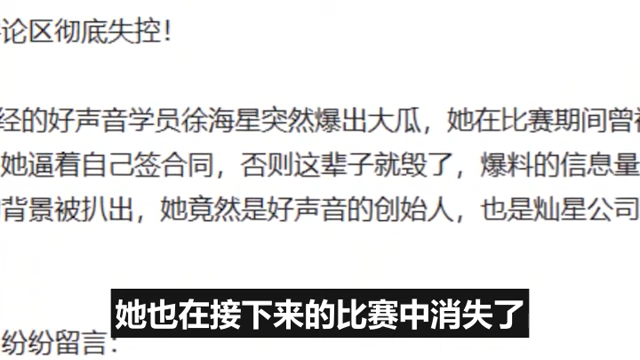 论区彻底失控！
经的好声音学员徐海星突然爆出大瓜，她在比赛期间曾
她逼着自己签合同，否则这辈子就毁了，爆料的信息量
背景被扒出，她竟然是好声音的创始人，也是灿星公司
她也在接下来的比赛中消失了
纷纷留言：